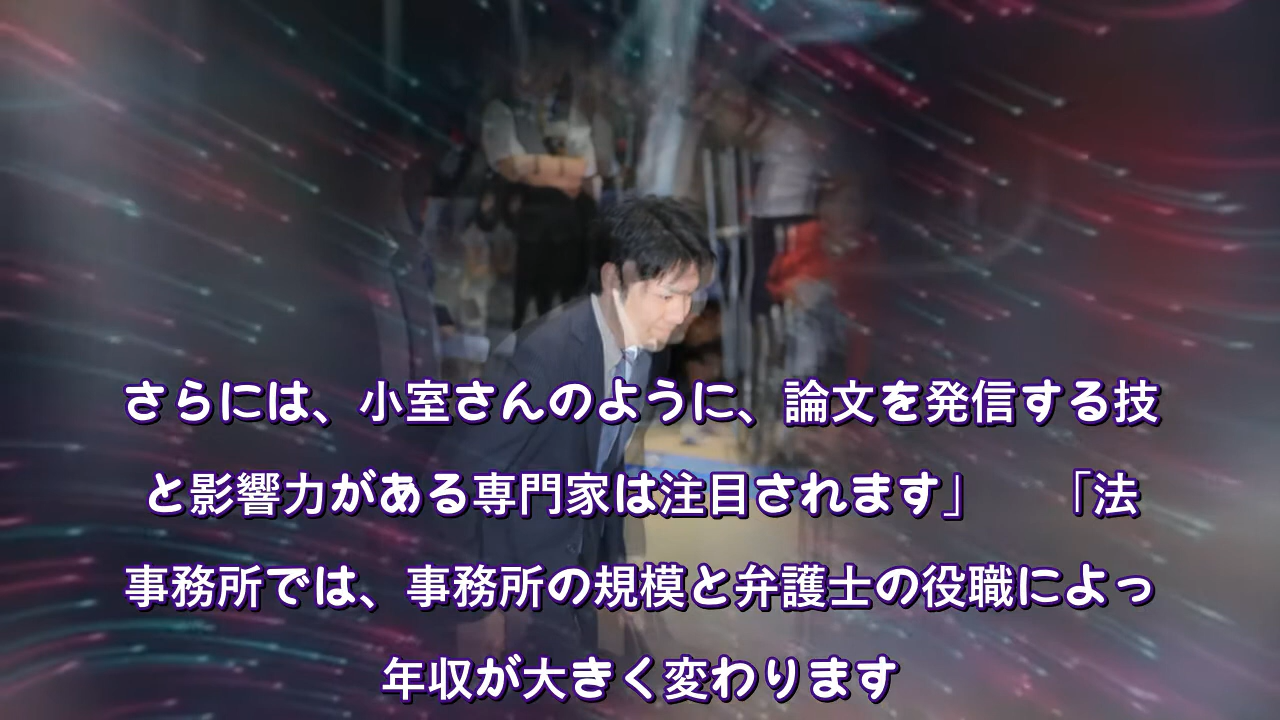 さらには、小室さんのように、論文を発信する技
と影響力がある専門家は注目されます」　　「法
事務所では、事務所の規模と弁護士の役職によっ
年収が大きく変わります